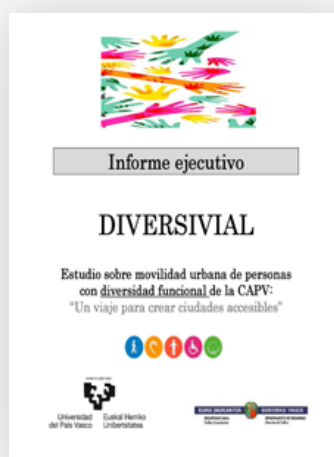 Informe ejecutivo
DIVERSIVIAL
Estudio sobre movilidad urbana de personas
con diversidad funcional de la CAPV:
"Un viaje para crear ciudades accesibles"
Universidad Euskal Herriko
del País Vasco Unibertsitatea
EUSKO JAURLARITZA GOBIERNO VASCO